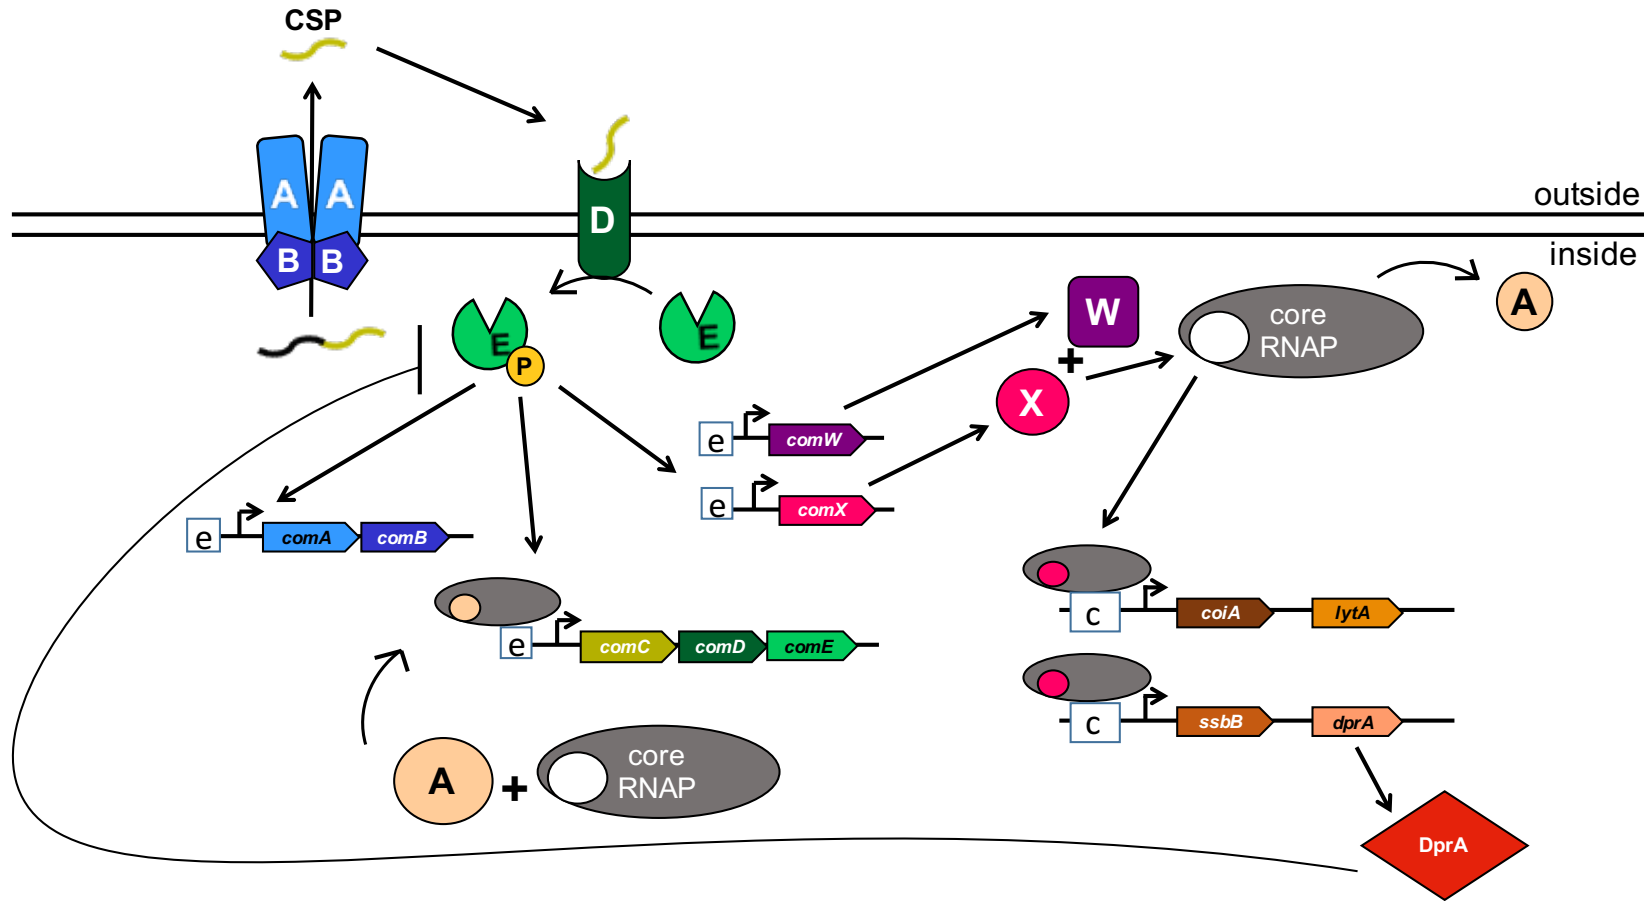 CSP
A A
outside
D
B B
inside
W
core
RNAP
A
E
P
E
+
X
e
comW
e
comX
e
comA
comB
c
coiA
lytA
e
comC
comD
comE
c
ssbB
dprA
A
+
core
RNAP
DprA